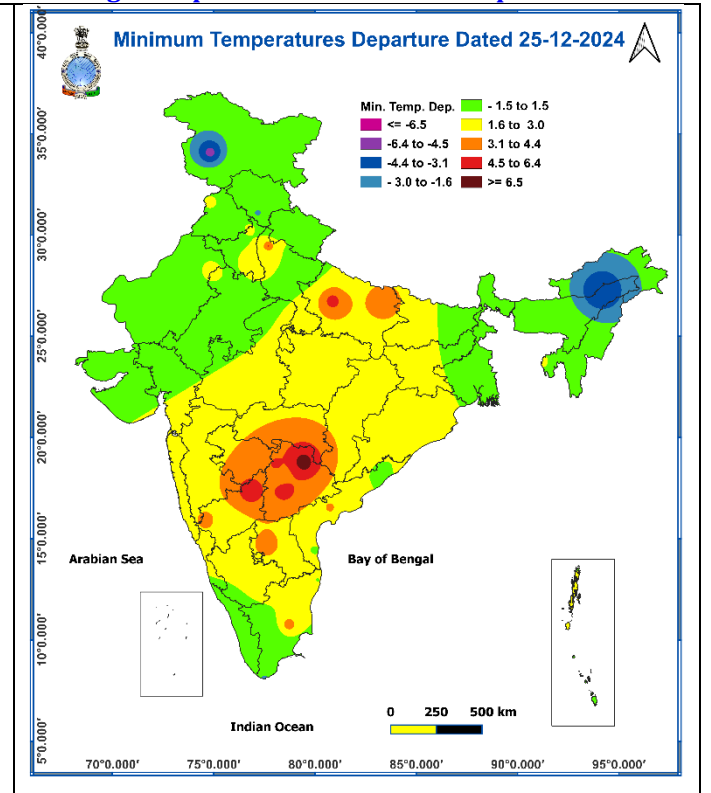 Minimum Temperatures Departure Dated 25-12-2024
Min. Temp. Dep.
<= -6.5
-6.4 to -4.5
-4.4 to -3.1
- 3.0 to -1.6
- 1.5 to 1.5
1.6 to 3.0
3.1 to 4.4
4.5 to 6.4
>= 6.5
40°0.000'
35°0.000'
30°0.000'
25°0.000'
20°0.000'
15°0.000'
10°0.000'
5°0.000'
Arabian Sea
Bay of Bengal
Indian Ocean
0 250 500 km
70°0.000' 75°0.000' 80°0.000' 85°0.000' 90°0.000' 95°0.000'